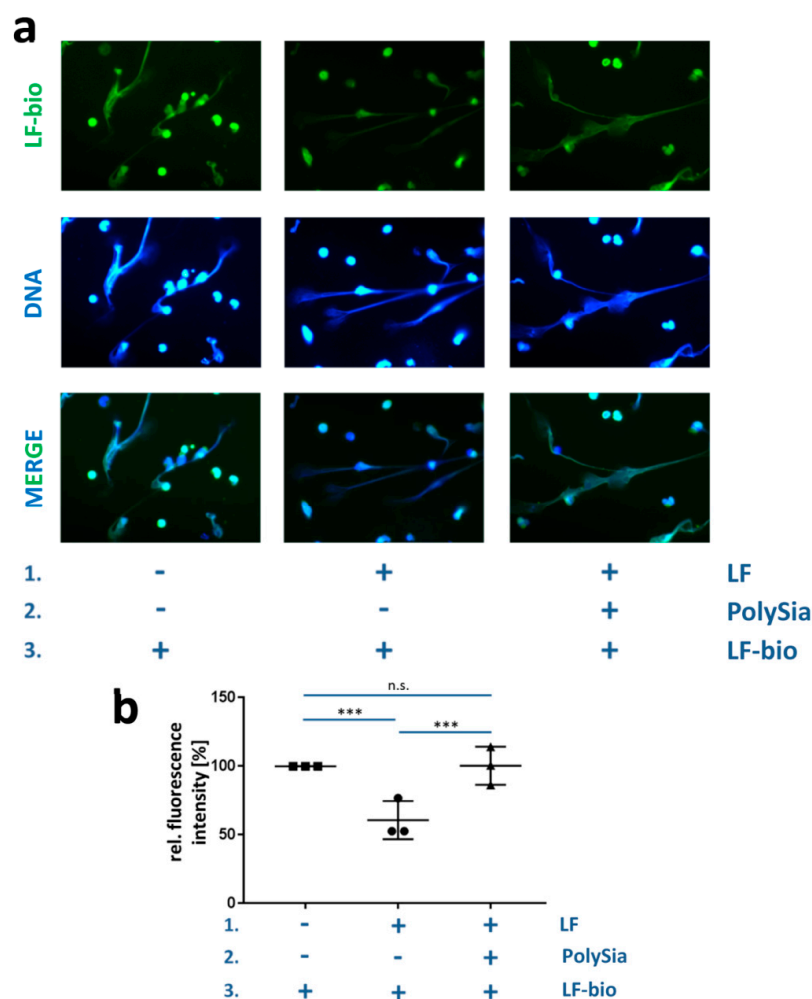 a
LF-bio
DNA
MERGE
1. - + + LF
2. - - + PolySia
3. + + + LF-bio
b
n.s.
*** ***
rel. fluorescence
intensity [%]
150
100
50
0
1. - + + LF
2. - - + PolySia
3. + + + LF-bio